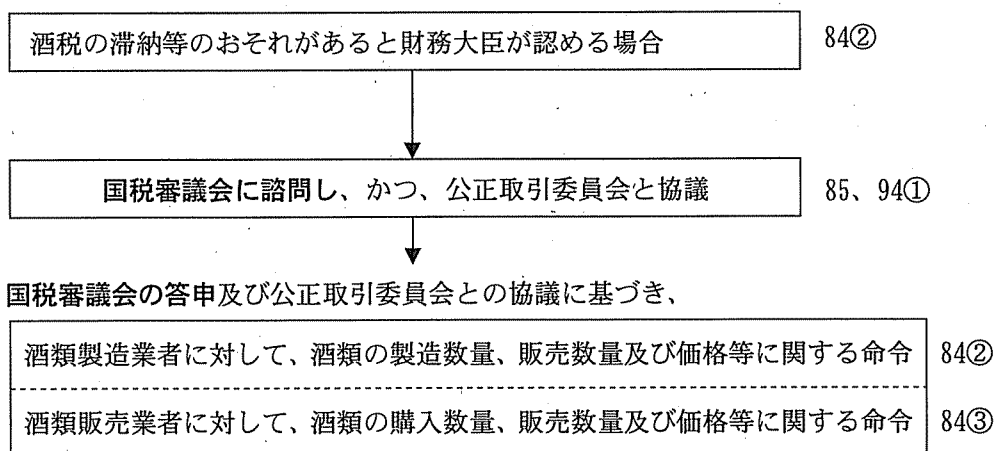 酒税の滞納等のおそれがあると財務大臣が認める場合 84②
国税審議会に諮問し、かつ、公正取引委員会と協議 85、94①
国税審議会の答申及び公正取引委員会との協議に基づき、
酒類製造業者に対して、酒類の製造数量、販売数量及び価格等に関する命令 84②
酒類販売業者に対して、酒類の購入数量、販売数量及び価格等に関する命令 84③